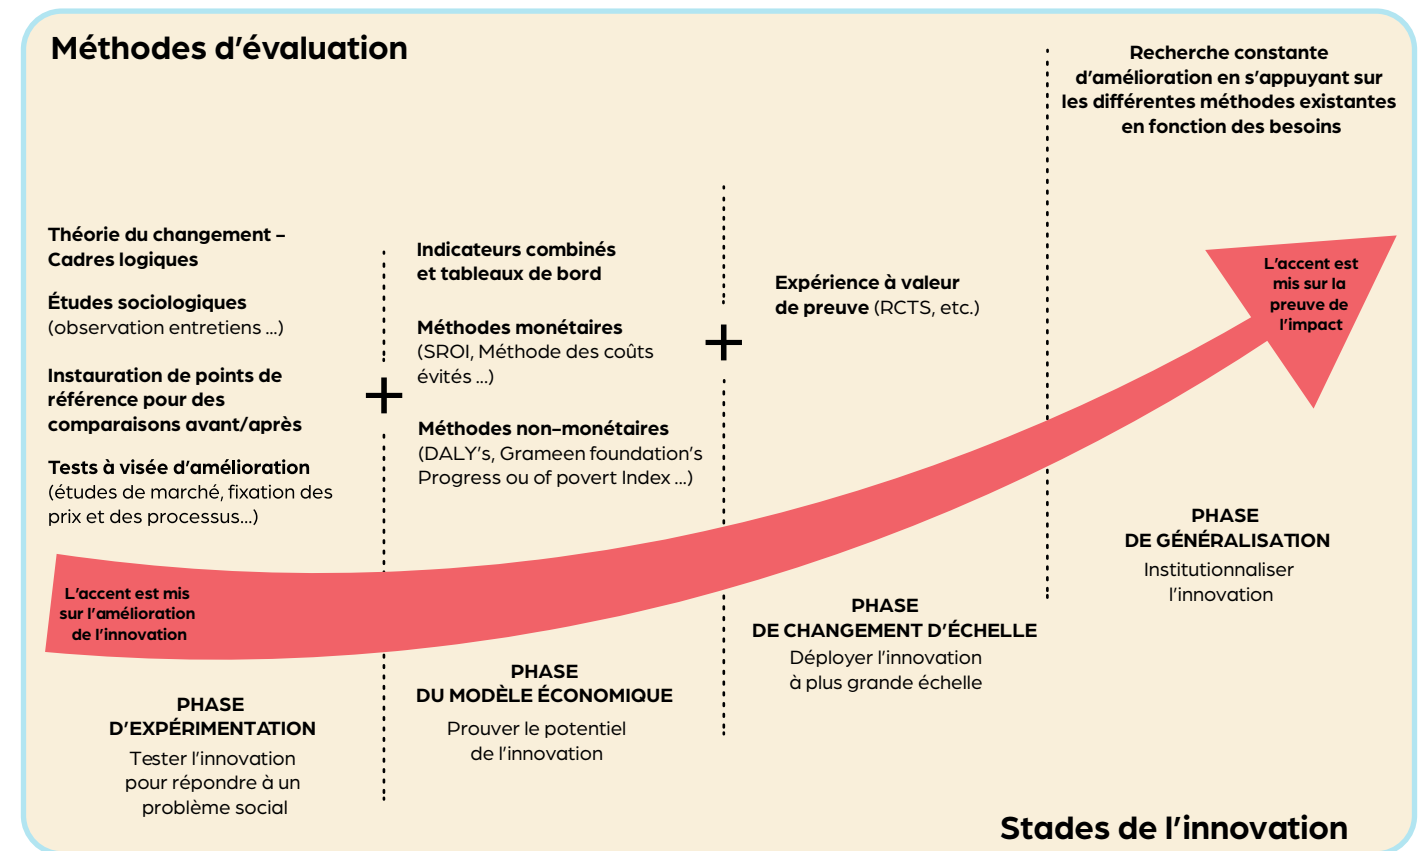 Méthodes d'évaluation
Théorie du changement -
Cadres logiques
Études sociologiques
(observation entretiens ...)
Instauration de points de
référence pour des
comparaisons avant/après
Tests à visée d'amélioration
(études de marché, fixation des
prix et des processus...)
+
Indicateurs combinés
et tableaux de bord
Méthodes monétaires
(SROI, Méthode des coûts
évités ...)
Méthodes non-monétaires
(DALY's, Grameen foundation's
Progress ou of povert Index ...)
+
Expérience à valeur
de preuve (RCTS, etc.)
Recherche constante
d'amélioration en s'appuyant sur
les différentes méthodes existantes
en fonction des besoins
L'accent est mis
sur l'amélioration
de l'innovation
L'accent est
mis sur la
preuve de
l'impact
PHASE
D'EXPÉRIMENTATION
Tester l'innovation
pour répondre à un
problème social
PHASE
DU MODÈLE ÉCONOMIQUE
Prouver le potentiel
de l'innovation
PHASE
DE CHANGEMENT D'ÉCHELLE
Déployer l'innovation
à plus grande échelle
PHASE
DE GÉNÉRALISATION
Institutionnaliser
l'innovation
Stades de l'innovation